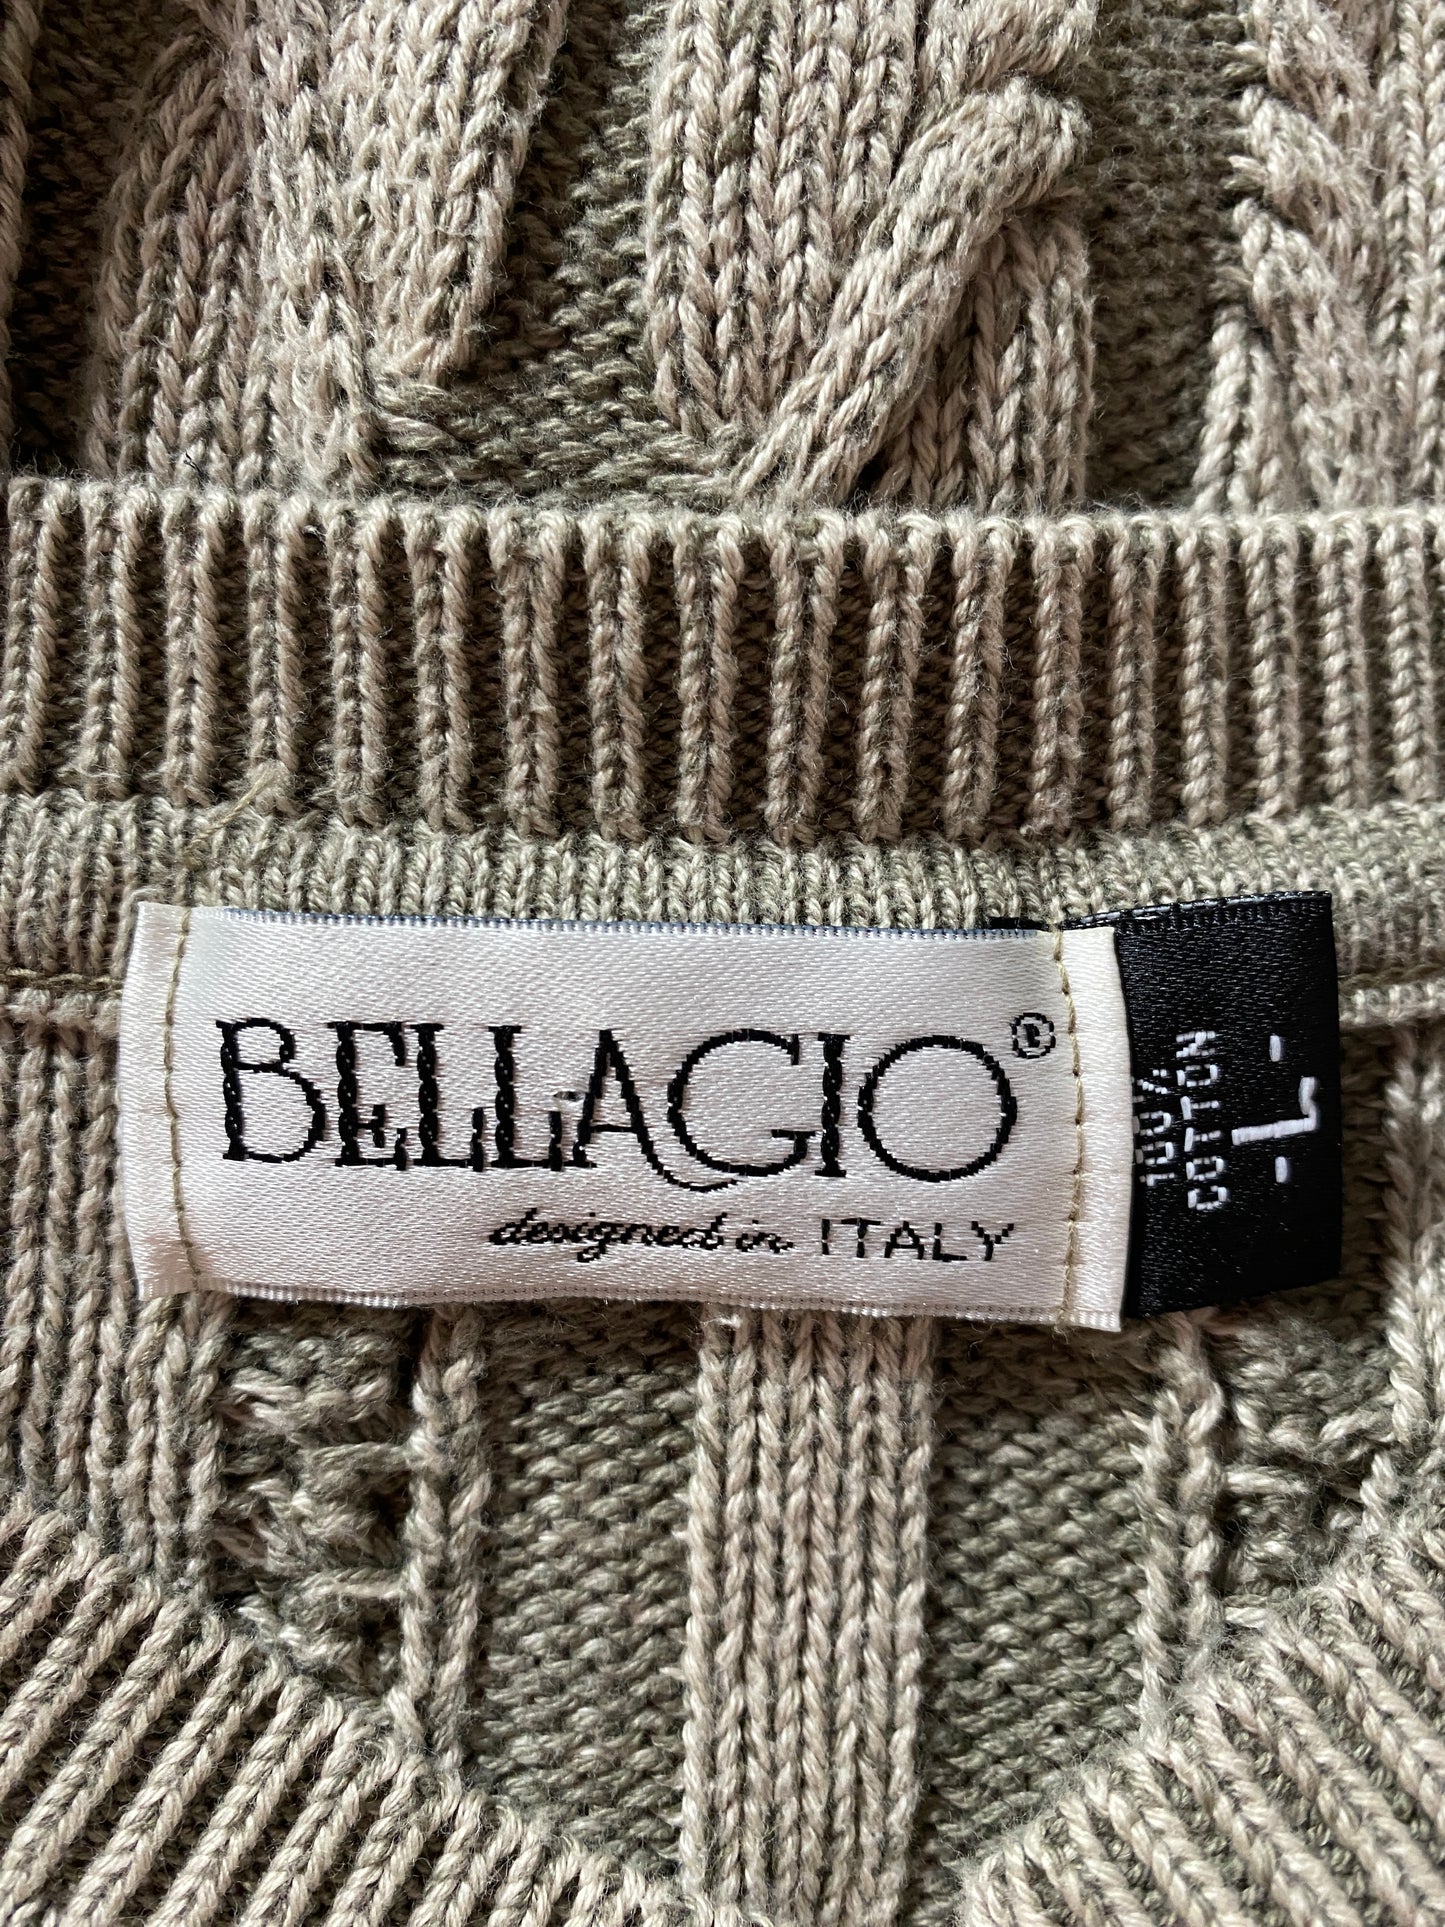 BELLAGIO®
designed in ITALY
100%
COTTON
- L -